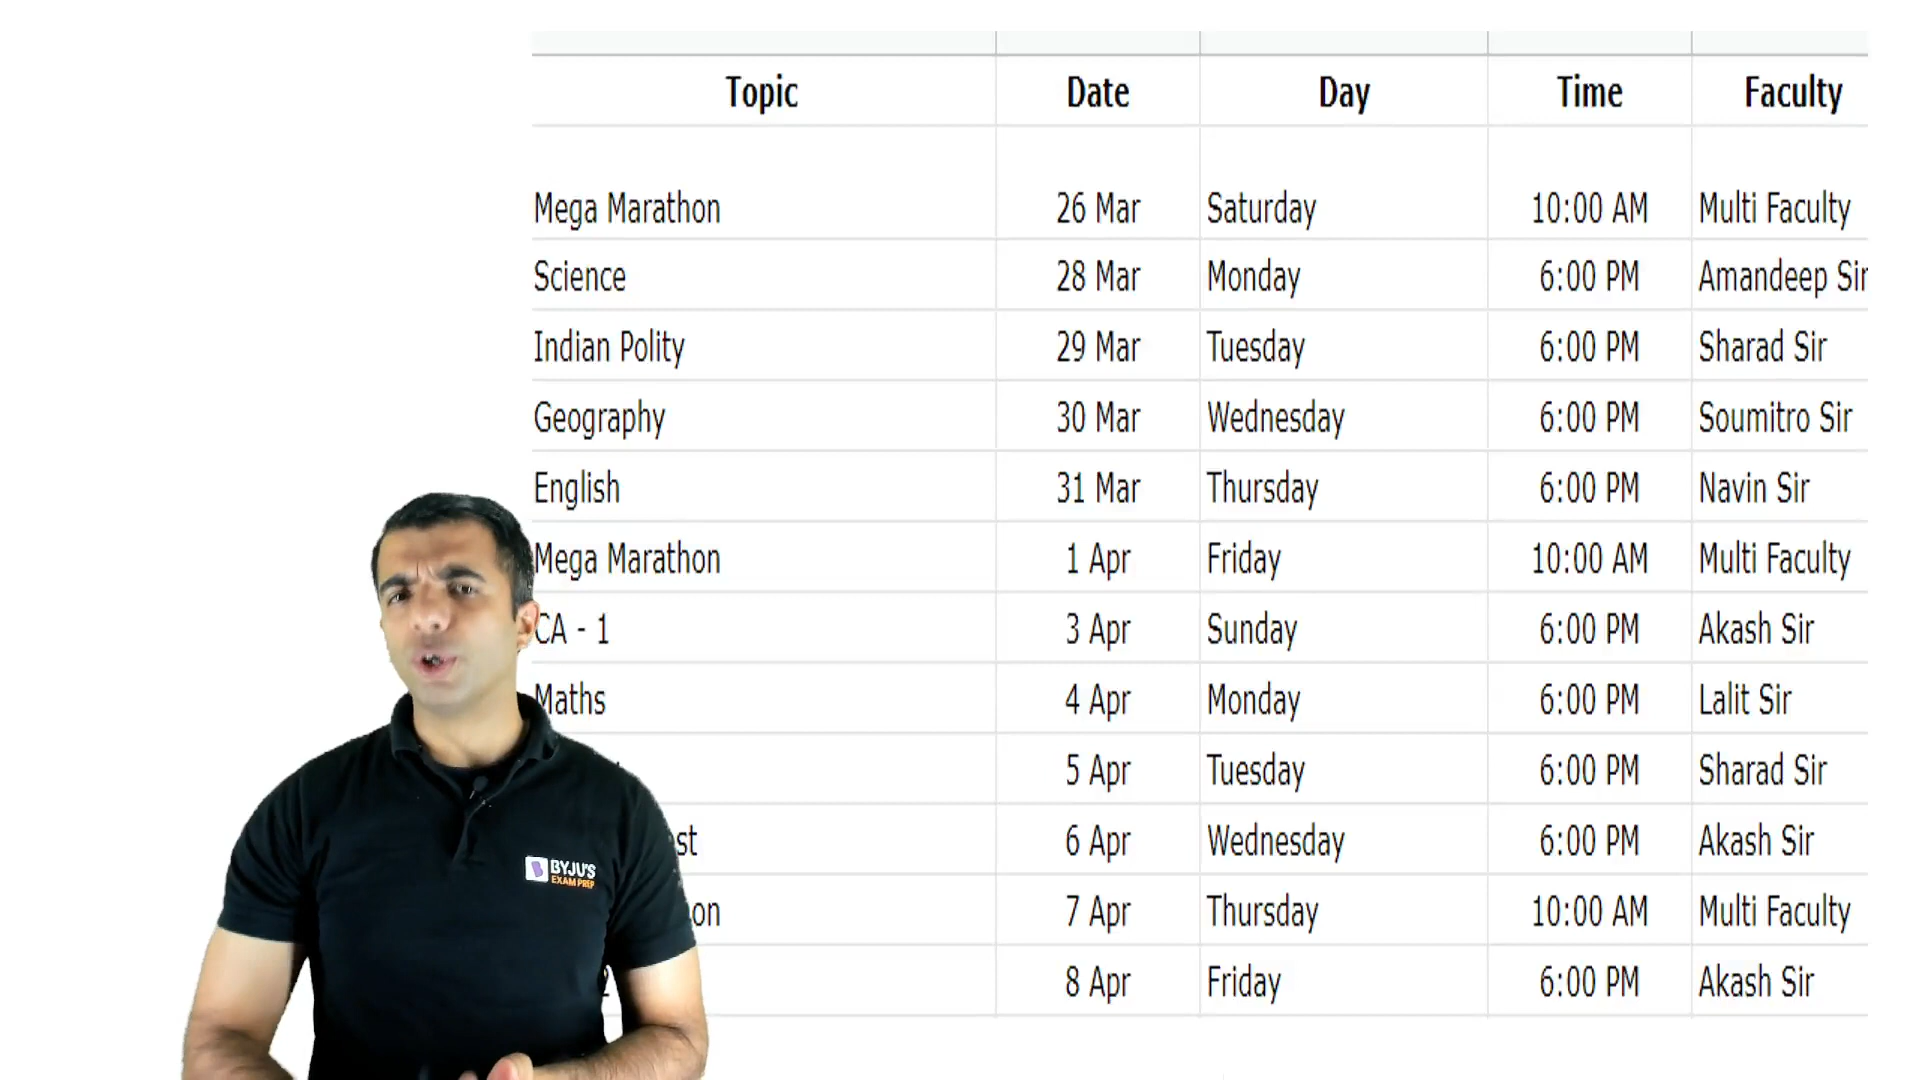 Topic Date Day Time Faculty
Mega Marathon 26 Mar Saturday 10:00 AM Multi Faculty
Science 28 Mar Monday 6:00 PM Amandeep Sir
Indian Polity 29 Mar Tuesday 6:00 PM Sharad Sir
Geography 30 Mar Wednesday 6:00 PM Soumitro Sir
English 31 Mar Thursday 6:00 PM Navin Sir
Mega Marathon 1 Apr Friday 10:00 AM Multi Faculty
CA - 1 3 Apr Sunday 6:00 PM Akash Sir
Maths 4 Apr Monday 6:00 PM Lalit Sir
5 Apr Tuesday 6:00 PM Sharad Sir
6 Apr Wednesday 6:00 PM Akash Sir
7 Apr Thursday 10:00 AM Multi Faculty
8 Apr Friday 6:00 PM Akash Sir
BYJU'S
EXAM PREP